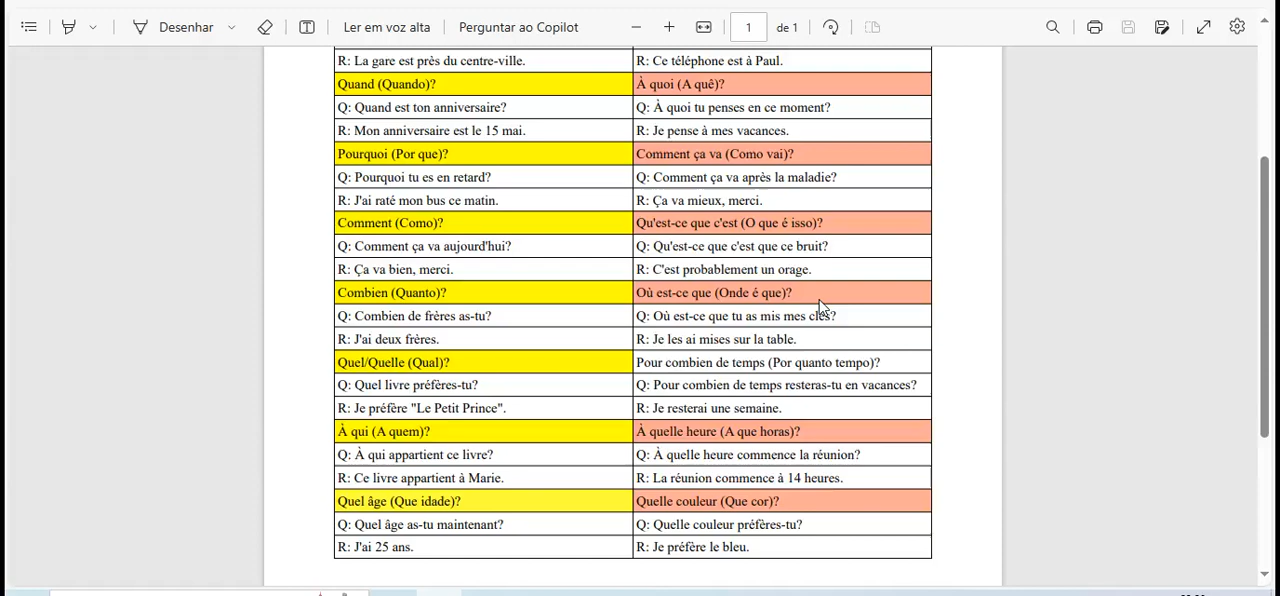 Desenhar
Ler em voz alta
Perguntar ao Copilot
1
de 1
R: La gare est près du centre-ville.
R: Ce téléphone est à Paul.
Quand (Quando)?
À quoi (A quê)?
Q: Quand est ton anniversaire?
Q: À quoi tu penses en ce moment?
R: Mon anniversaire est le 15 mai.
R: Je pense à mes vacances.
Pourquoi (Por que)?
Comment ça va (Como vai)?
Q: Pourquoi tu es en retard?
Q: Comment ça va après la maladie?
R: J'ai raté mon bus ce matin.
R: Ça va mieux, merci.
Comment (Como)?
Qu'est-ce que c'est (O que é isso)?
Q: Comment ça va aujourd'hui?
Q: Qu'est-ce que c'est que ce bruit?
R: Ça va bien, merci.
R: C'est probablement un orage.
Combien (Quanto)?
Où est-ce que (Onde é que)?
Q: Combien de frères as-tu?
Q: Où est-ce que tu as mis mes clés?
R: J'ai deux frères.
R: Je les ai mises sur la table.
Quel/Quelle (Qual)?
Pour combien de temps (Por quanto tempo)?
Q: Quel livre préfères-tu?
Q: Pour combien de temps resteras-tu en vacances?
R: Je préfère "Le Petit Prince".
R: Je resterai une semaine.
À qui (A quem)?
À quelle heure (A que horas)?
Q: À qui appartient ce livre?
Q: À quelle heure commence la réunion?
R: Ce livre appartient à Marie.
R: La réunion commence à 14 heures.
Quel âge (Que idade)?
Quelle couleur (Que cor)?
Q: Quel âge as-tu maintenant?
Q: Quelle couleur préfères-tu?
R: J'ai 25 ans.
R: Je préfère le bleu.